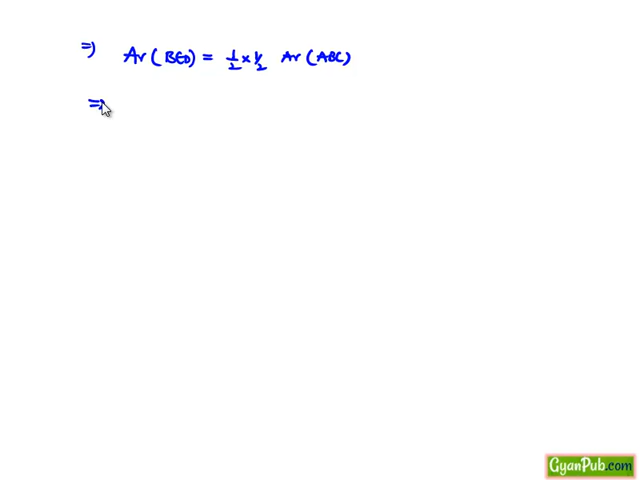 =) Ar(BED) = 1/2 × 1/2 Ar(ABC)
=)
GyanPub.com